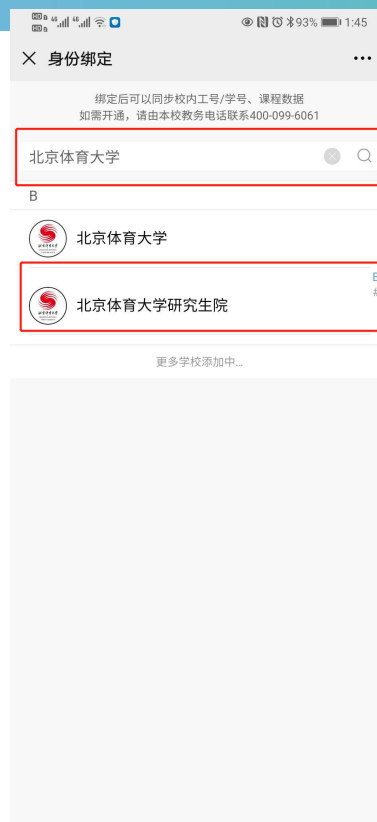 93% 1:45
身份绑定
绑定后可以同步校内工号/学号、课程数据
如需开通，请由本校教务电话联系400-099-6061
北京体育大学
B
北京体育大学
B
#
北京体育大学研究生院
更多学校添加中...